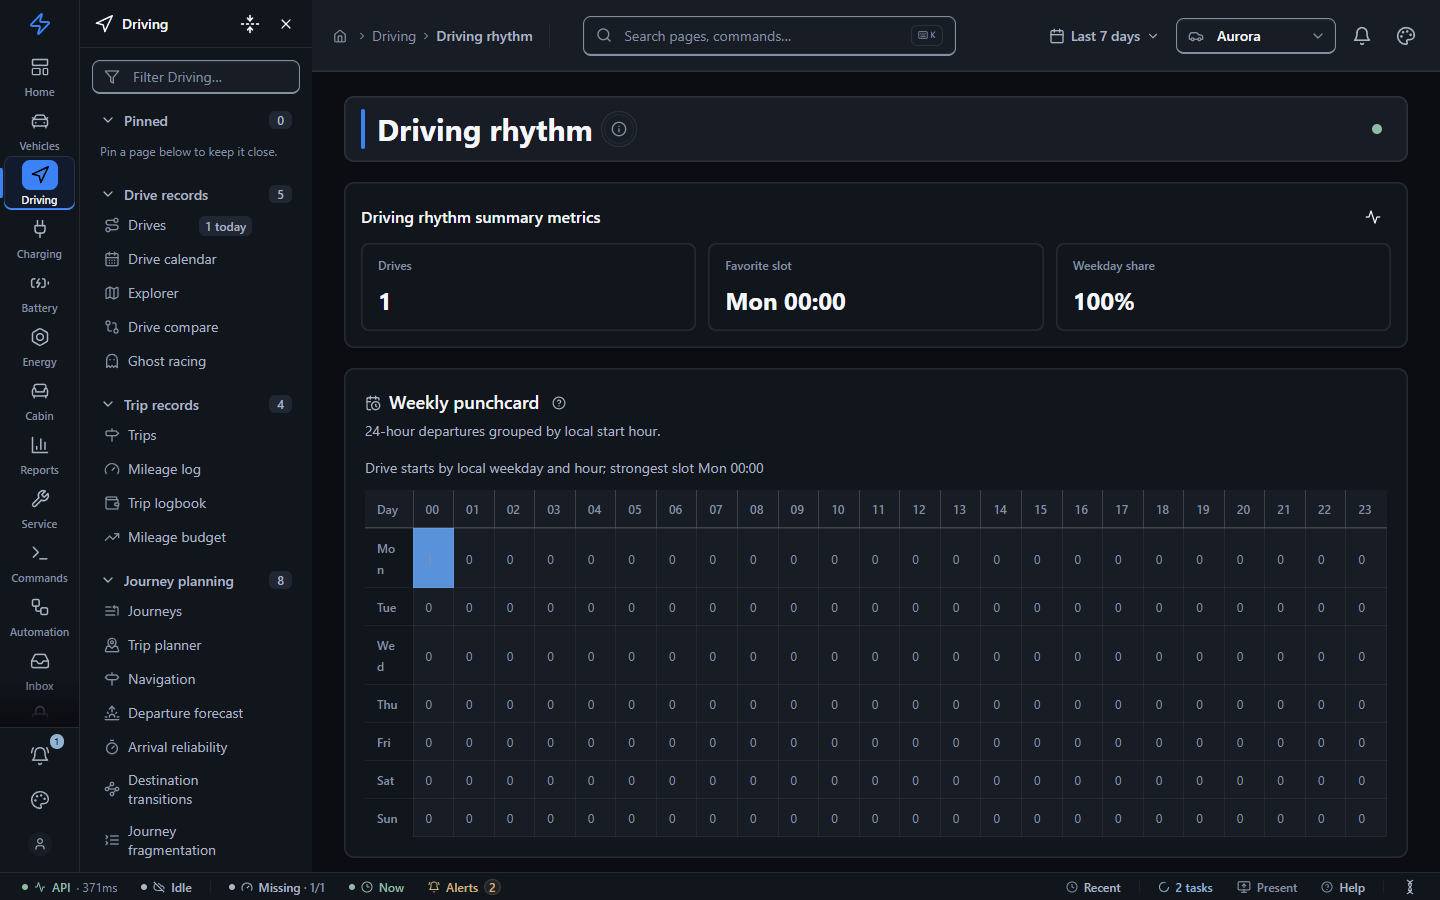 Driving
Driving
Driving rhythm
Search pages, commands...
K
Last 7 days
Aurora
Home
Vehicles
Driving
Charging
Battery
Energy
Cabin
Reports
Service
Commands
Automation
Inbox
1
Filter Driving...
Pinned
0
Pin a page below to keep it close.
Drive records
5
Drives
1 today
Drive calendar
Explorer
Drive compare
Ghost racing
Trip records
4
Trips
Mileage log
Trip logbook
Mileage budget
Journey planning
8
Journeys
Trip planner
Navigation
Departure forecast
Arrival reliability
Destination
transitions
Journey
fragmentation
Driving rhythm
Driving rhythm summary metrics
Drives
1
Favorite slot
Mon 00:00
Weekday share
100%
Weekly punchcard
24-hour departures grouped by local start hour.
Drive starts by local weekday and hour; strongest slot Mon 00:00
Day 00 01 02 03 04 05 06 07 08 09 10 11 12 13 14 15 16 17 18 19 20 21 22 23
Mo
n
1 0 0 0 0 0 0 0 0 0 0 0 0 0 0 0 0 0 0 0 0 0 0 0
Tue 0 0 0 0 0 0 0 0 0 0 0 0 0 0 0 0 0 0 0 0 0 0 0 0
We
d
0 0 0 0 0 0 0 0 0 0 0 0 0 0 0 0 0 0 0 0 0 0 0 0
Thu 0 0 0 0 0 0 0 0 0 0 0 0 0 0 0 0 0 0 0 0 0 0 0 0
Fri 0 0 0 0 0 0 0 0 0 0 0 0 0 0 0 0 0 0 0 0 0 0 0 0
Sat 0 0 0 0 0 0 0 0 0 0 0 0 0 0 0 0 0 0 0 0 0 0 0 0
Sun 0 0 0 0 0 0 0 0 0 0 0 0 0 0 0 0 0 0 0 0 0 0 0 0
API · 371ms
Idle
Missing · 1/1
Now
Alerts 2
Recent
2 tasks
Present
Help